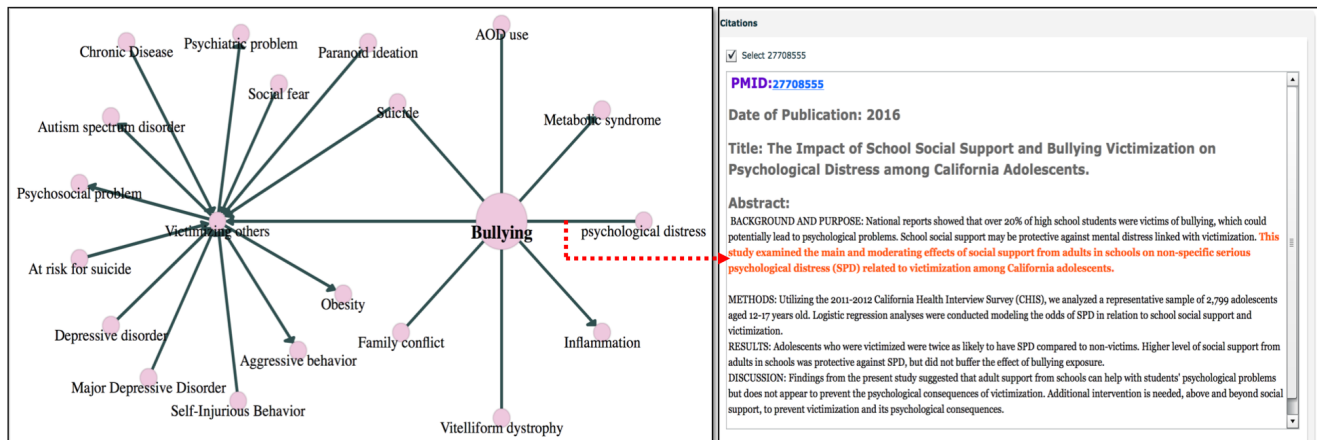 AOD use
Chronic Disease
Psychiatric problem
Paranoid ideation
Social fear
Suicide
Metabolic syndrome
Autism spectrum disorder
Psychosocial problem
Victimizing others
Bullying
psychological distress
At risk for suicide
Obesity
Depressive disorder
Aggressive behavior
Family conflict
Inflammation
Major Depressive Disorder
Self-Injurious Behavior
Vitelliform dystrophy
Citations
Select 27708555
PMID:27708555
Date of Publication: 2016
Title: The Impact of School Social Support and Bullying Victimization on
Psychological Distress among California Adolescents.
Abstract:
BACKGROUND AND PURPOSE: National reports showed that over 20% of high school students were victims of bullying, which could
potentially lead to psychological problems. School social support may be protective against mental distress linked with victimization. This
study examined the main and moderating effects of social support from adults in schools on non-specific serious
psychological distress (SPD) related to victimization among California adolescents.
METHODS: Utilizing the 2011-2012 California Health Interview Survey (CHIS), we analyzed a representative sample of 2,799 adolescents
aged 12-17 years old. Logistic regression analyses were conducted modeling the odds of SPD in relation to school social support and
victimization.
RESULTS: Adolescents who were victimized were twice as likely to have SPD compared to non-victims. Higher level of social support from
adults in schools was protective against SPD, but did not buffer the effect of bullying exposure.
DISCUSSION: Findings from the present study suggested that adult support from schools can help with students' psychological problems
but does not appear to prevent the psychological consequences of victimization. Additional intervention is needed, above and beyond social
support, to prevent victimization and its psychological consequences.